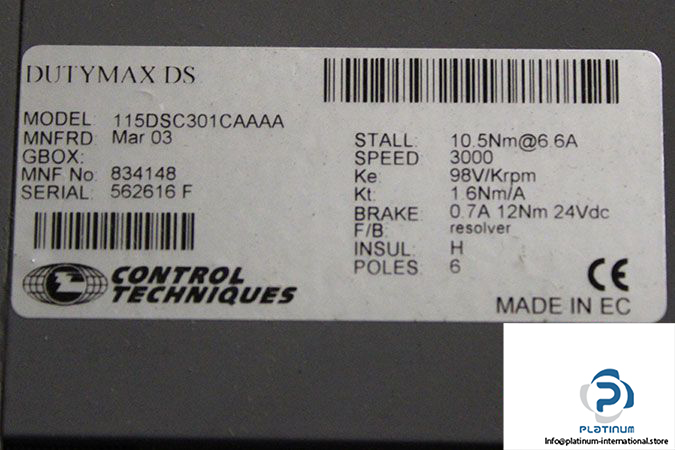 DUTYMAX DS
MODEL: 115DSC301CAAAA
MNFRD: Mar 03
GBOX:
MNF No: 834148
SERIAL: 562616 F
CONTROL
TECHNIQUES
STALL: 10.5Nm@6.6A
SPEED: 3000
Ke: 98V/Krpm
Kt: 1.6Nm/A
BRAKE: 0.7A 12Nm 24Vdc
F/B: resolver
INSUL: H
POLES: 6
CE
MADE IN EC
PLATINUM
Info@platinum-international.store